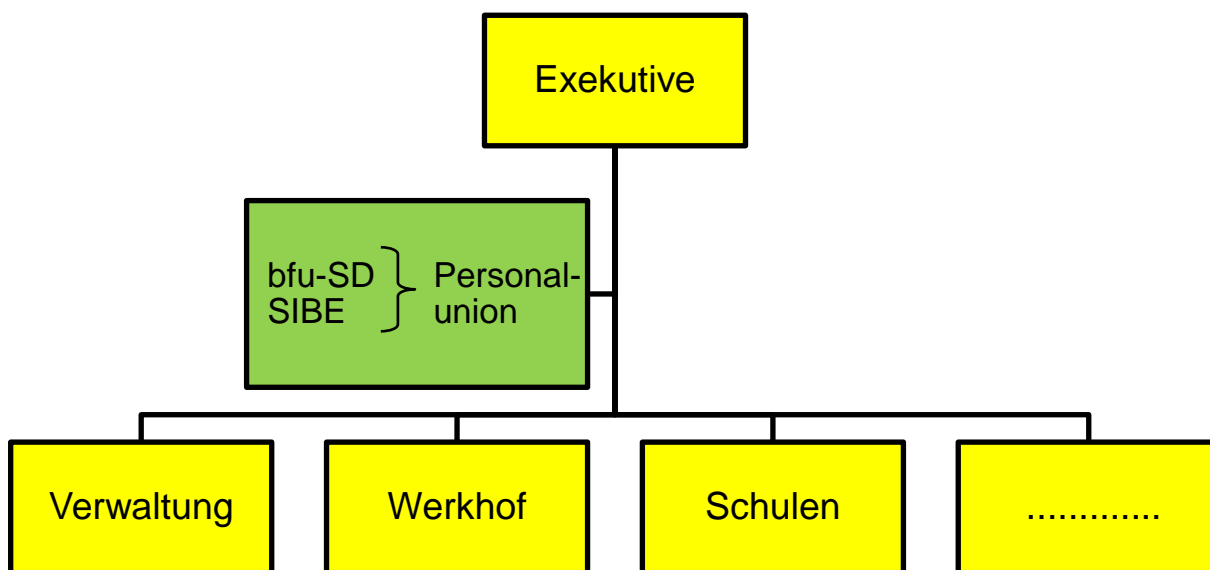 Exekutive
bfu-SD
SIBE
Personal-
union
Verwaltung
Werkhof
Schulen
.............